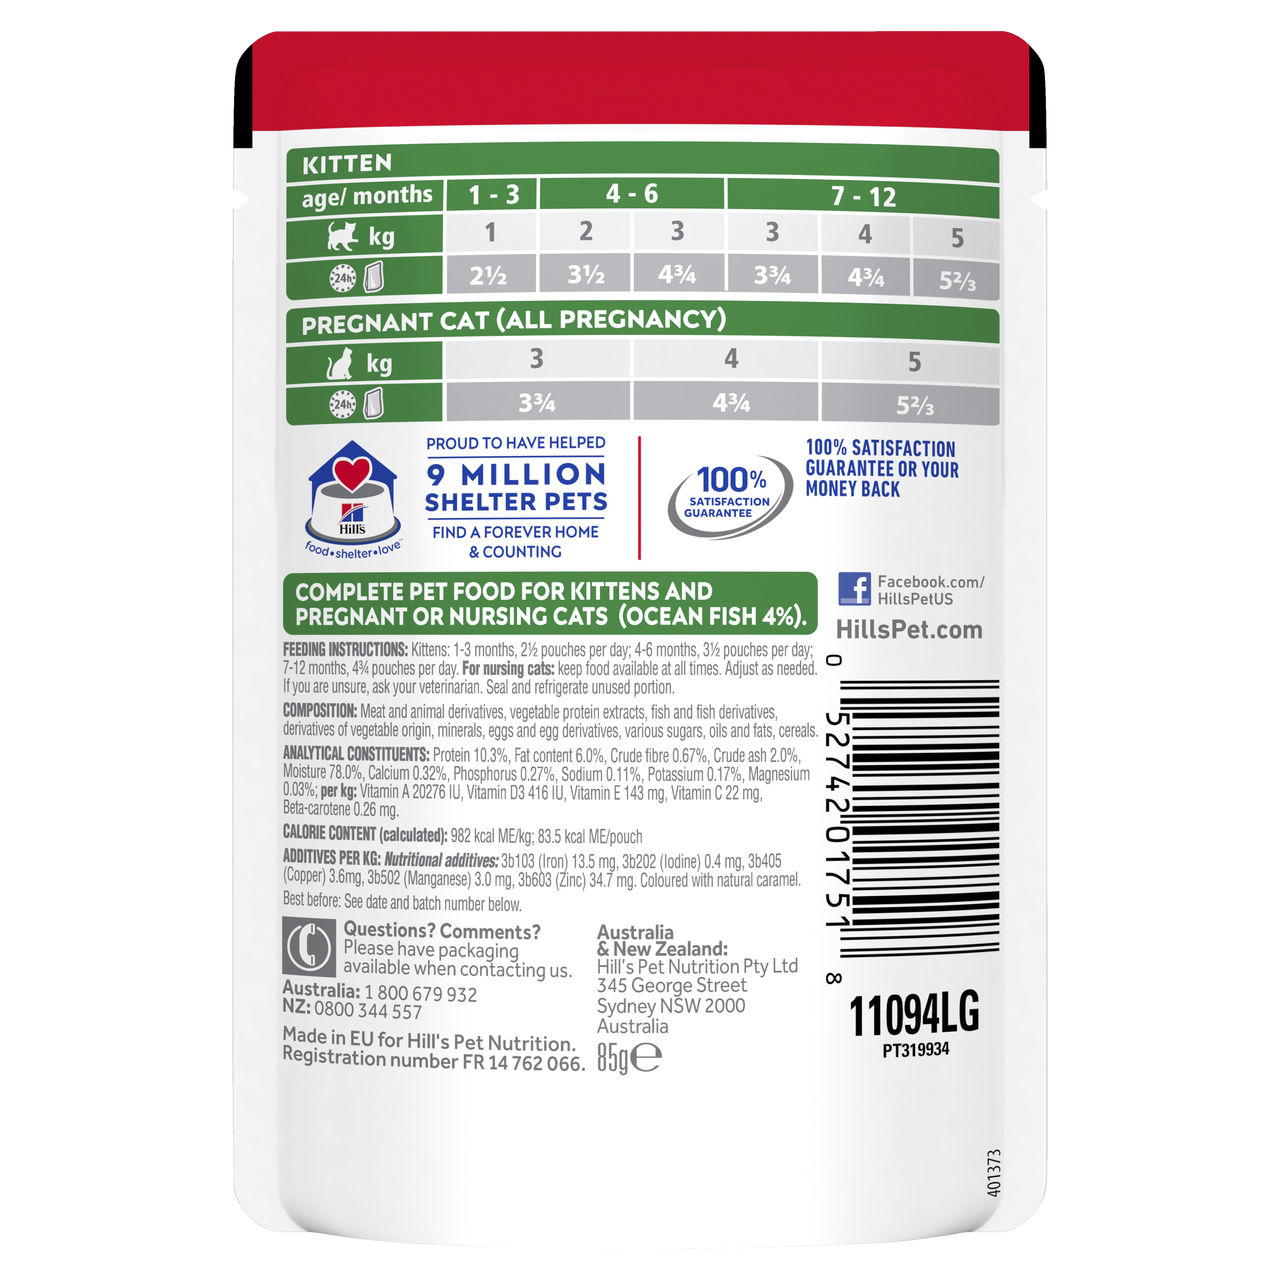 KITTEN
age/ months 1 - 3 4 - 6 7 - 12
kg 1 2 3 3 4 5
24h 2½ 3½ 4¾ 3¾ 4¾ 5⅔
PREGNANT CAT (ALL PREGNANCY)
kg 3 4 5
24h 3¾ 4¾ 5⅔
Hill's
food•shelter•love™
PROUD TO HAVE HELPED
9 MILLION
SHELTER PETS
FIND A FOREVER HOME
& COUNTING
100%
SATISFACTION
GUARANTEE
100% SATISFACTION
GUARANTEE OR YOUR
MONEY BACK
COMPLETE PET FOOD FOR KITTENS AND
PREGNANT OR NURSING CATS (OCEAN FISH 4%).
f
Facebook.com/
HillsPetUS
HillsPet.com
FEEDING INSTRUCTIONS: Kittens: 1-3 months, 2½ pouches per day; 4-6 months, 3½ pouches per day;
7-12 months, 4¾ pouches per day. For nursing cats: keep food available at all times. Adjust as needed.
If you are unsure, ask your veterinarian. Seal and refrigerate unused portion.
COMPOSITION: Meat and animal derivatives, vegetable protein extracts, fish and fish derivatives,
derivatives of vegetable origin, minerals, eggs and egg derivatives, various sugars, oils and fats, cereals.
ANALYTICAL CONSTITUENTS: Protein 10.3%, Fat content 6.0%, Crude fibre 0.67%, Crude ash 2.0%,
Moisture 78.0%, Calcium 0.32%, Phosphorus 0.27%, Sodium 0.11%, Potassium 0.17%, Magnesium
0.03%; per kg: Vitamin A 20276 IU, Vitamin D3 416 IU, Vitamin E 143 mg, Vitamin C 22 mg,
Beta-carotene 0.26 mg.
CALORIE CONTENT (calculated): 982 kcal ME/kg; 83.5 kcal ME/pouch
ADDITIVES PER KG: Nutritional additives: 3b103 (Iron) 13.5 mg, 3b202 (Iodine) 0.4 mg, 3b405
(Copper) 3.6mg, 3b502 (Manganese) 3.0 mg, 3b603 (Zinc) 34.7 mg. Coloured with natural caramel.
Best before: See date and batch number below.
Questions? Comments?
Please have packaging
available when contacting us.
Australia: 1 800 679 932
NZ: 0800 344 557
Made in EU for Hill's Pet Nutrition.
Registration number FR 14 762 066.
Australia
& New Zealand:
Hill's Pet Nutrition Pty Ltd
345 George Street
Sydney NSW 2000
Australia
85g℮
0 52742 01751 8
11094LG
PT319934
401373